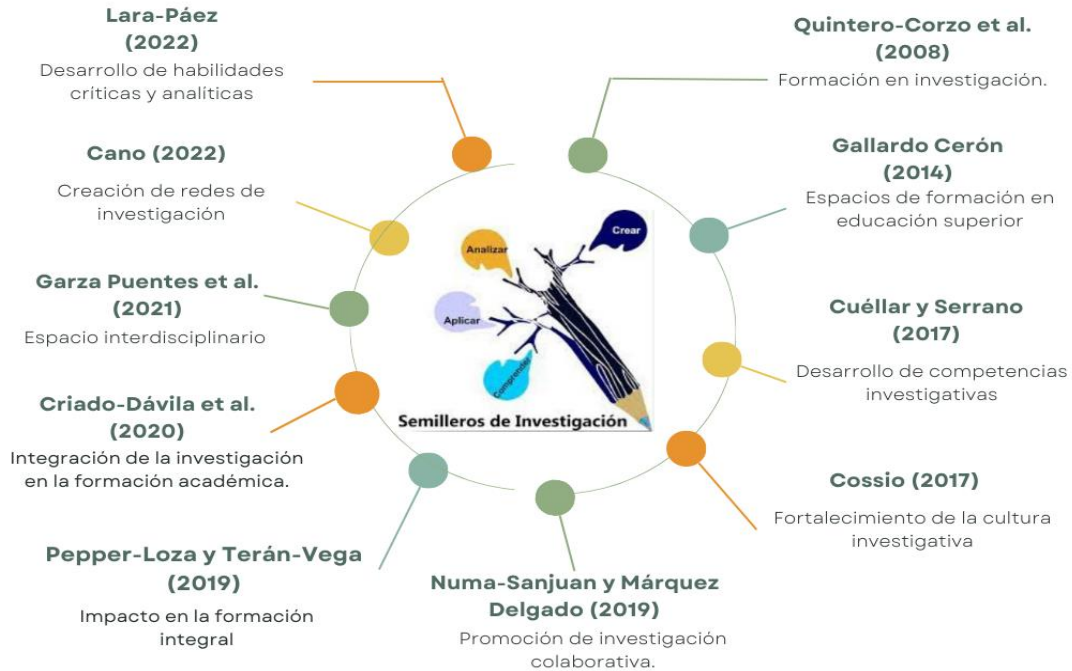 Lara-Páez
(2022)
Desarrollo de habilidades
críticas y analíticas
Cano (2022)
Creación de redes de
investigación
Garza Puentes et al.
(2021)
Espacio interdisciplinario
Criado-Dávila et al.
(2020)
Integración de la investigación
en la formación académica.
Pepper-Loza y Terán-Vega
(2019)
Impacto en la formación
integral
Numa-Sanjuan y Márquez
Delgado (2019)
Promoción de investigación
colaborativa.
Quintero-Corzo et al.
(2008)
Formación en investigación.
Gallardo Cerón
(2014)
Espacios de formación en
educación superior
Cuéllar y Serrano
(2017)
Desarrollo de competencias
investigativas
Cossio (2017)
Fortalecimiento de la cultura
investigativa
Crear
Analizar
Aplicar
Comprender
Semilleros de Investigación